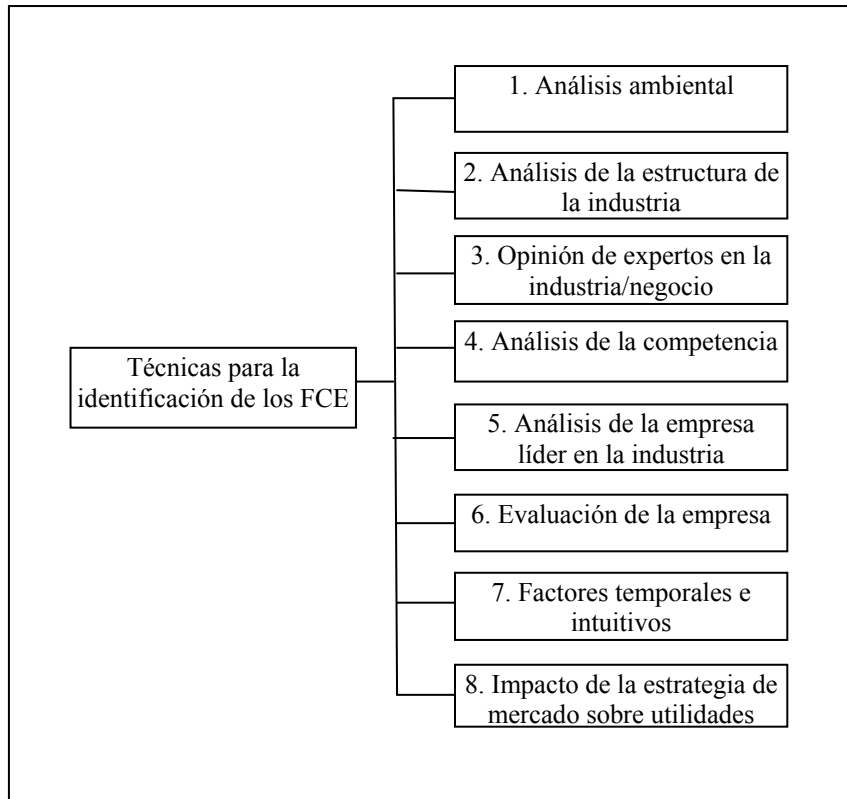 Técnicas para la
identificación de los FCE
1. Análisis ambiental
2. Análisis de la estructura de
la industria
3. Opinión de expertos en la
industria/negocio
4. Análisis de la competencia
5. Análisis de la empresa
líder en la industria
6. Evaluación de la empresa
7. Factores temporales e
intuitivos
8. Impacto de la estrategia de
mercado sobre utilidades